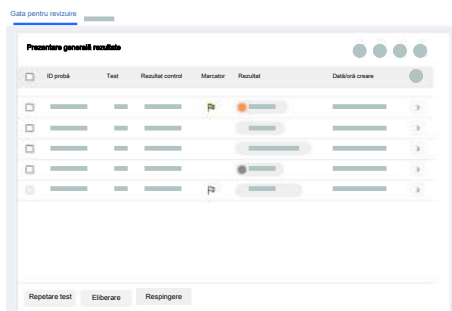 Gata pentru revizuire
Prezentare generală rezultate
ID probă Test Rezultat control Marcator Rezultat Dată/oră creare
Repetare test Eliberare Respingere